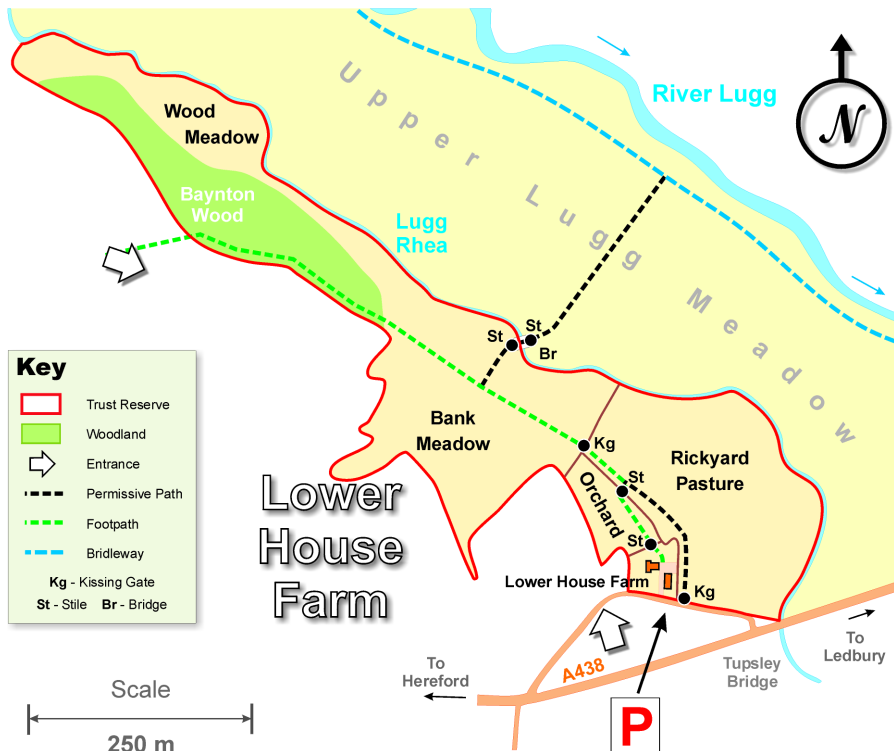 Upper Lugg Meadow
River Lugg
N
Wood
Meadow
Baynton
Wood
Lugg
Rhea
St
St
Br
Key
Trust Reserve
Woodland
Entrance
Permissive Path
Footpath
Bridleway
Kg - Kissing Gate
St - Stile Br - Bridge
Bank
Meadow
Kg
Rickyard
Pasture
St
Orchard
Lower
House
Farm
St
Lower House Farm
Kg
To
Hereford
A438
Tupsley
Bridge
To
Ledbury
P
Scale
250 m